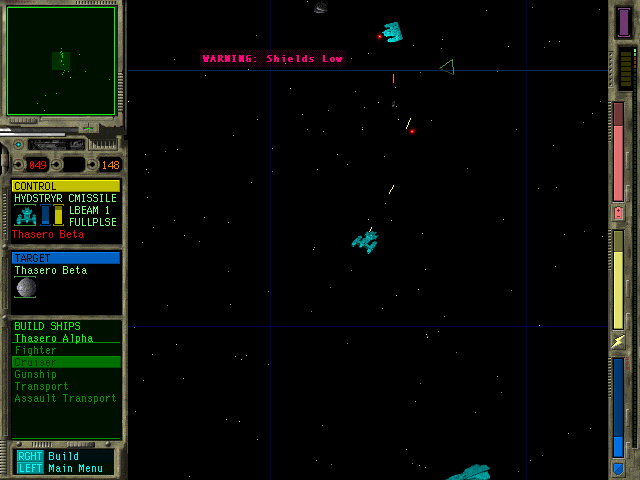 WARNING: Shields Low
049 148
CONTROL
HVDSTRYR CMISSILE
LBEAM 1
FULLPLSE
Thasero Beta
TARGET
Thasero Beta
BUILD SHIPS
Thasero Alpha
Fighter
Cruiser
Gunship
Transport
Assault Transport
RGHT Build
LEFT Main Menu